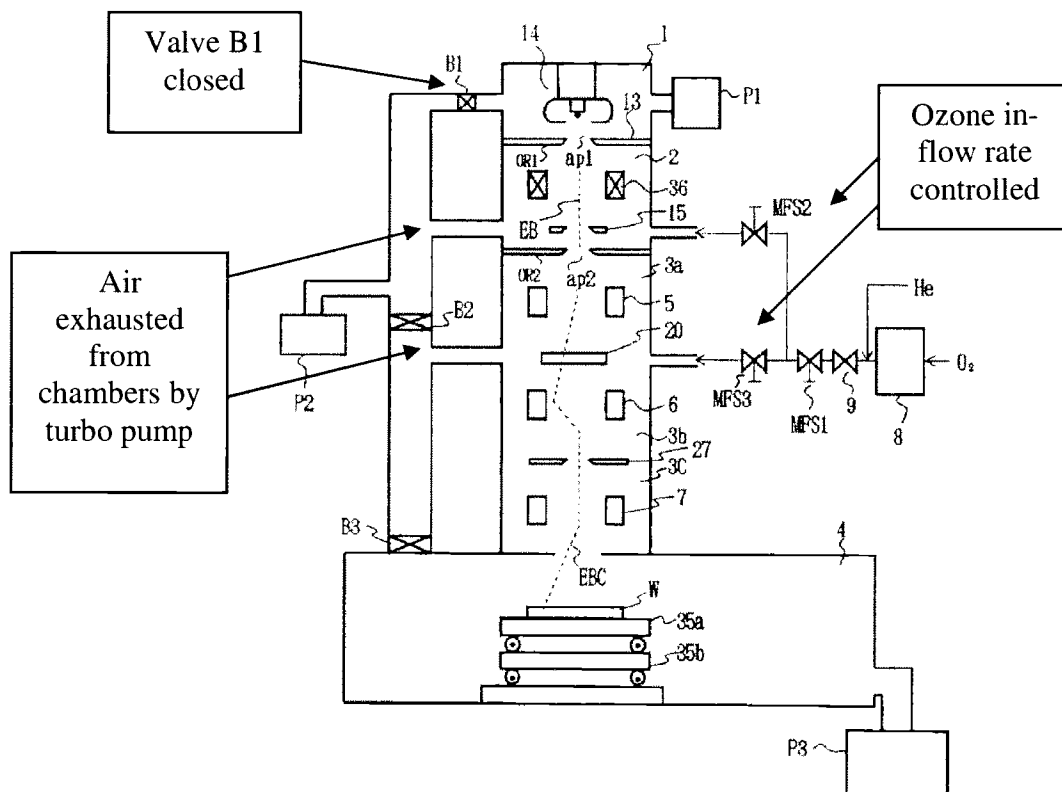 Valve B1
closed
B1
14
1
P1
13
Ozone in-
flow rate
controlled
OR1
ap1
2
36
MFS2
EB
15
OR2
ap2
3a
Air
exhausted
from
chambers by
turbo pump
5
He
B2
20
O₂
P2
MFS3
MFS1
9
8
6
3b
27
3C
7
B3
4
EBC
W
35a
35b
P3